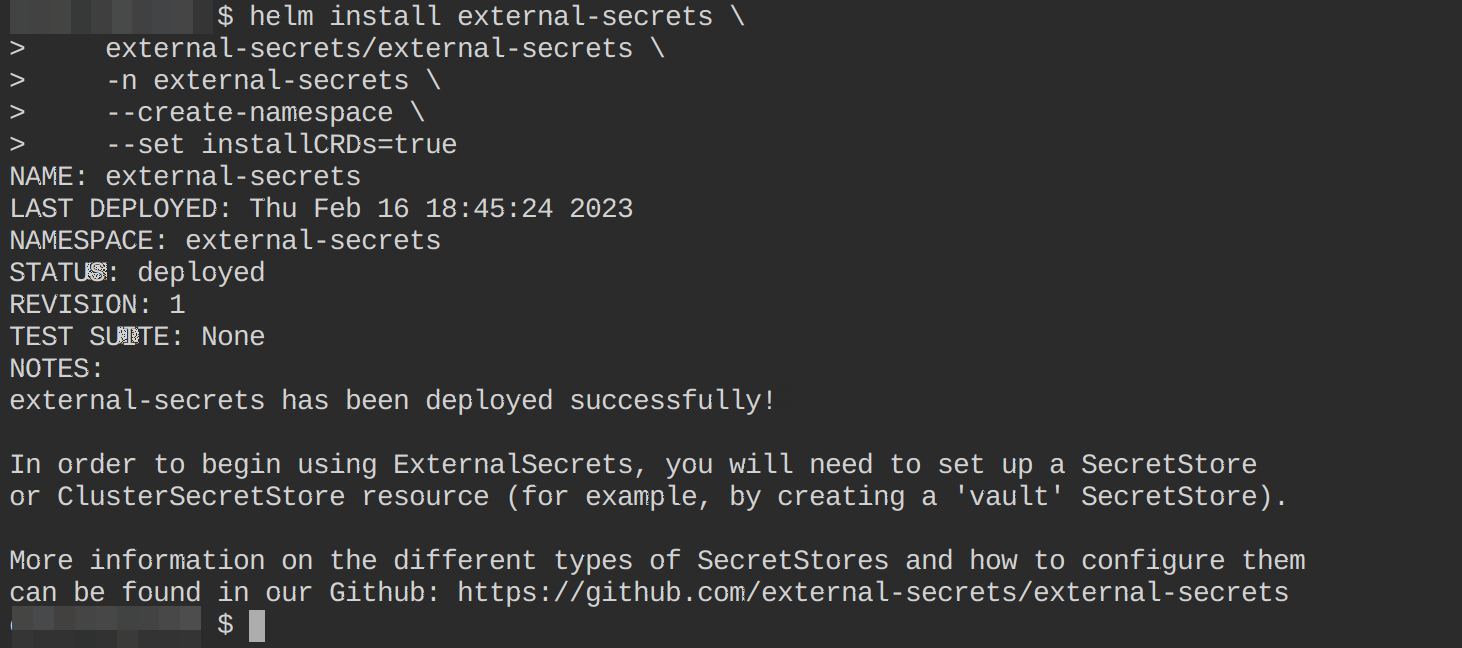 $ helm install external-secrets \
> external-secrets/external-secrets \
> -n external-secrets \
> --create-namespace \
> --set installCRDs=true
NAME: external-secrets
LAST DEPLOYED: Thu Feb 16 18:45:24 2023
NAMESPACE: external-secrets
STATUS: deployed
REVISION: 1
TEST SUITE: None
NOTES:
external-secrets has been deployed successfully!
In order to begin using ExternalSecrets, you will need to set up a SecretStore
or ClusterSecretStore resource (for example, by creating a 'vault' SecretStore).
More information on the different types of SecretStores and how to configure them
can be found in our Github: https://github.com/external-secrets/external-secrets
$